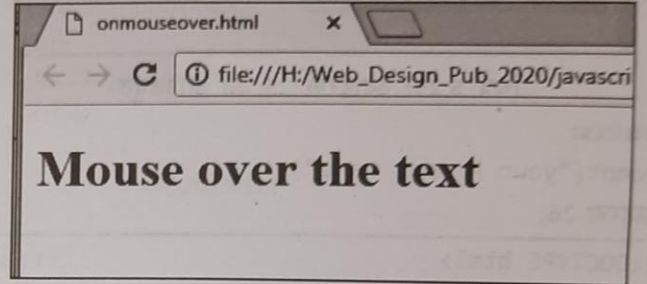 onmouseover.html
file:///H:/Web_Design_Pub_2020/javascri
Mouse over the text